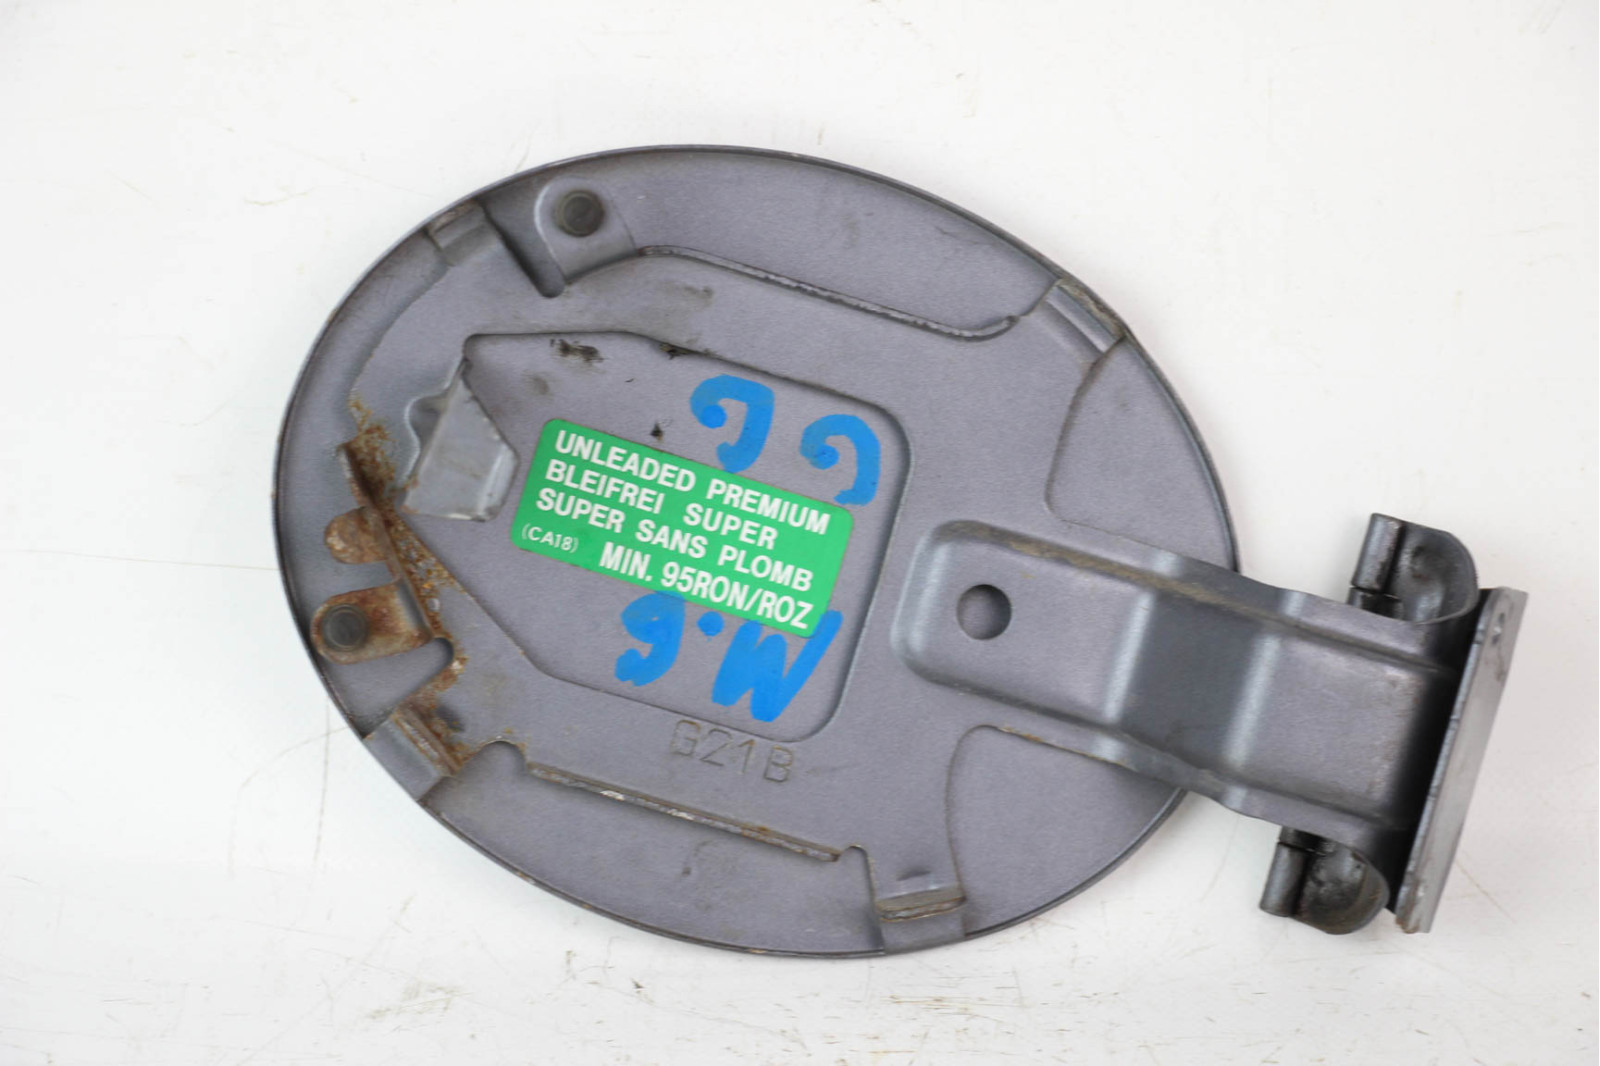 UNLEADED PREMIUM
BLEIFREI SUPER
SUPER SANS PLOMB
(CA18) MIN. 95RON/ROZ
G21B